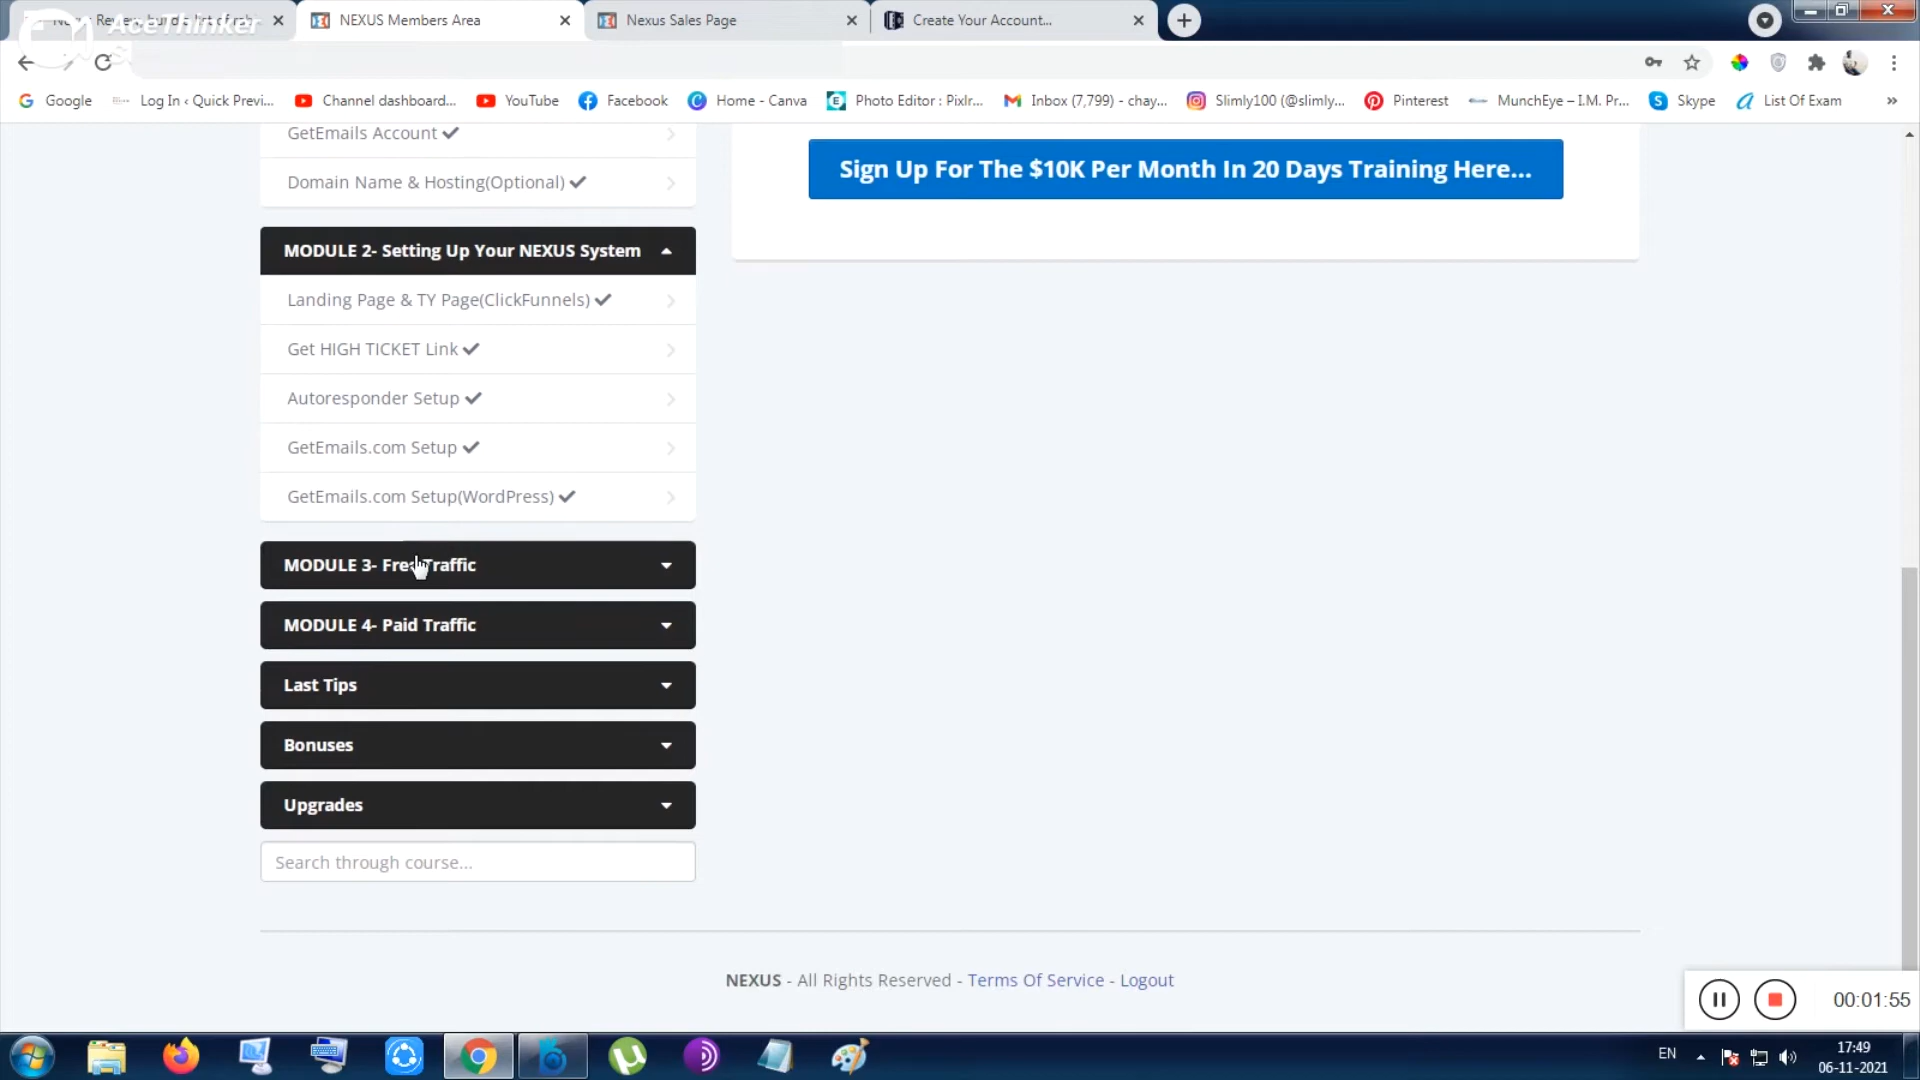 AceThinker
NEXUS Members Area
Nexus Sales Page
Create Your Account...
Google
Log In ‹ Quick Previ...
Channel dashboard...
YouTube
Facebook
Home - Canva
Photo Editor : Pixlr...
Inbox (7,799) - chay...
Slimly100 (@slimly...
Pinterest
MunchEye – I.M. Pr...
Skype
List Of Exam
»
GetEmails Account
Domain Name & Hosting(Optional)
Sign Up For The $10K Per Month In 20 Days Training Here...
MODULE 2- Setting Up Your NEXUS System
Landing Page & TY Page(ClickFunnels)
Get HIGH TICKET Link
Autoresponder Setup
GetEmails.com Setup
GetEmails.com Setup(WordPress)
MODULE 3- Free Traffic
MODULE 4- Paid Traffic
Last Tips
Bonuses
Upgrades
Search through course...
NEXUS - All Rights Reserved - Terms Of Service - Logout
00:01:55
EN
17:49
06-11-2021